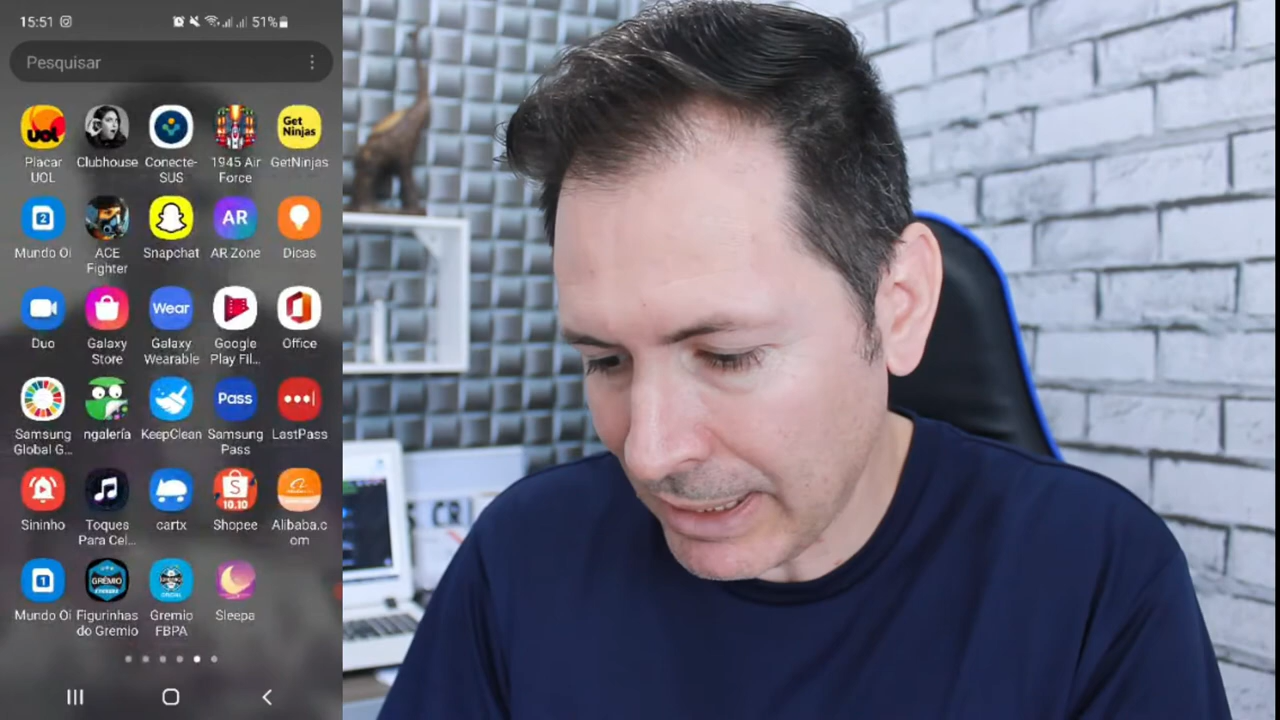 15:51
51%
Pesquisar
UOL
Get
Ninjas
Placar
UOL
Clubhouse
Conecte-
SUS
1945 Air
Force
GetNinjas
2
AR
Mundo Oi
ACE
Fighter
Snapchat
AR Zone
Dicas
Wear
Duo
Galaxy
Store
Galaxy
Wearable
Google
Play Fil...
Office
Pass
Samsung
Global G...
ngalería
KeepClean
Samsung
Pass
LastPass
S
10.10
Sininho
Toques
Para Cel...
cartx
Shopee
Alibaba.c
om
1
GRÊMIO
Mundo Oi
Figurinhas
do Gremio
Gremio
FBPA
Sleepa